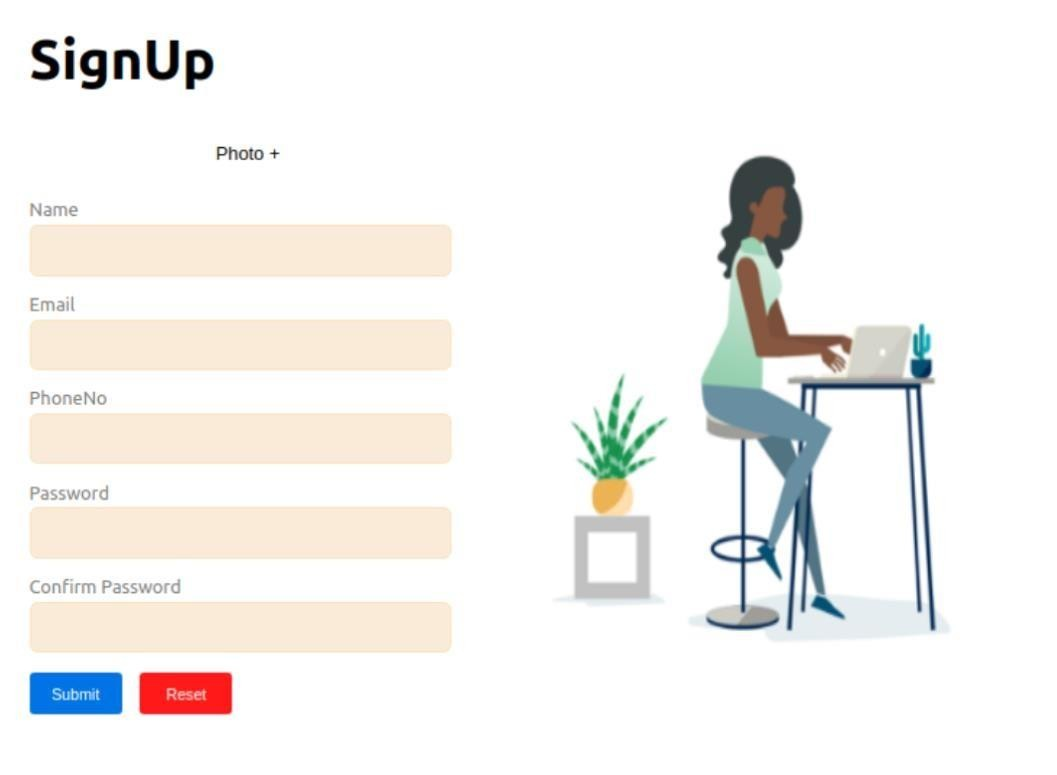 SignUp
Photo +
Name
Email
PhoneNo
Password
Confirm Password
Submit Reset